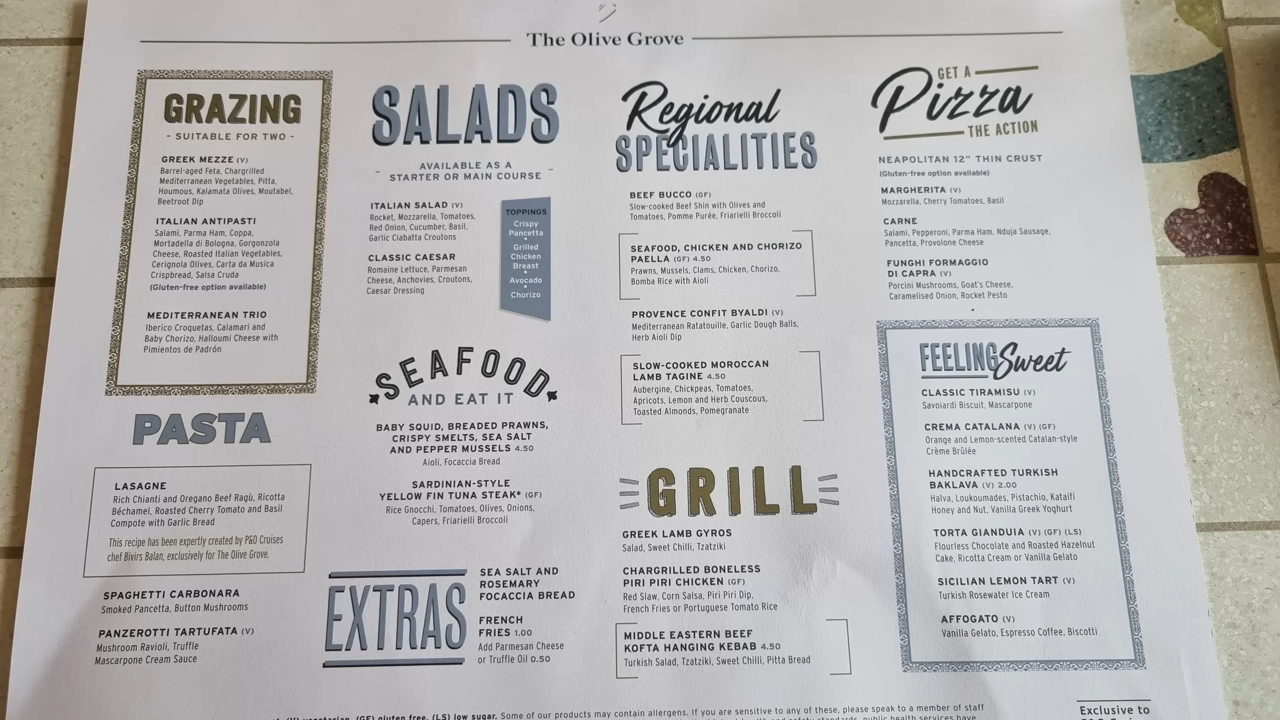 The Olive Grove
GRAZING
- SUITABLE FOR TWO -
GREEK MEZZE (V)
Barrel-aged Feta, Chargrilled
Mediterranean Vegetables, Pitta,
Houmous, Kalamata Olives, Moutabel,
Beetroot Dip
ITALIAN ANTIPASTI
Salami, Parma Ham, Coppa,
Mortadella di Bologna, Gorgonzola
Cheese, Roasted Italian Vegetables,
Cerignola Olives, Carta da Musica
Crispbread, Salsa Cruda
(Gluten-free option available)
MEDITERRANEAN TRIO
Iberico Croquetas, Calamari and
Baby Chorizo, Halloumi Cheese with
Pimientos de Padrón
PASTA
LASAGNE
Rich Chianti and Oregano Beef Ragù, Ricotta
Béchamel, Roasted Cherry Tomato and Basil
Compote with Garlic Bread
This recipe has been expertly created by P&O Cruises
chef Bivirs Balan, exclusively for The Olive Grove.
SPAGHETTI CARBONARA
Smoked Pancetta, Button Mushrooms
PANZEROTTI TARTUFATA (V)
Mushroom Ravioli, Truffle
Mascarpone Cream Sauce
SALADS
- AVAILABLE AS A
STARTER OR MAIN COURSE -
ITALIAN SALAD (V)
Rocket, Mozzarella, Tomatoes,
Red Onion, Cucumber, Basil,
Garlic Ciabatta Croutons
CLASSIC CAESAR
Romaine Lettuce, Parmesan
Cheese, Anchovies, Croutons,
Caesar Dressing
TOPPINGS
Crispy
Pancetta
•
Grilled
Chicken
Breast
•
Avocado
•
Chorizo
SEAFOOD
AND EAT IT
BABY SQUID, BREADED PRAWNS,
CRISPY SMELTS, SEA SALT
AND PEPPER MUSSELS 4.50
Aioli, Focaccia Bread
SARDINIAN-STYLE
YELLOW FIN TUNA STEAK* (GF)
Rice Gnocchi, Tomatoes, Olives, Onions,
Capers, Friarielli Broccoli
EXTRAS
SEA SALT AND
ROSEMARY
FOCACCIA BREAD
FRENCH
FRIES 1.00
Add Parmesan Cheese
or Truffle Oil 0.50
Regional
SPECIALITIES
BEEF BUCCO (GF)
Slow-cooked Beef Shin with Olives and
Tomatoes, Pomme Purée, Friarielli Broccoli
SEAFOOD, CHICKEN AND CHORIZO
PAELLA (GF) 4.50
Prawns, Mussels, Clams, Chicken, Chorizo,
Bomba Rice with Aioli
PROVENCE CONFIT BYALDI (V)
Mediterranean Ratatouille, Garlic Dough Balls,
Herb Aioli Dip
SLOW-COOKED MOROCCAN
LAMB TAGINE 4.50
Aubergine, Chickpeas, Tomatoes,
Apricots, Lemon and Herb Couscous,
Toasted Almonds, Pomegranate
GRILL
GREEK LAMB GYROS
Salad, Sweet Chilli, Tzatziki
CHARGRILLED BONELESS
PIRI PIRI CHICKEN (GF)
Red Slaw, Corn Salsa, Piri Piri Dip,
French Fries or Portuguese Tomato Rice
MIDDLE EASTERN BEEF
KOFTA HANGING KEBAB 4.50
Turkish Salad, Tzatziki, Sweet Chilli, Pitta Bread
GET A
Pizza
THE ACTION
NEAPOLITAN 12" THIN CRUST
(Gluten-free option available)
MARGHERITA (V)
Mozzarella, Cherry Tomatoes, Basil
CARNE
Salami, Pepperoni, Parma Ham, Nduja Sausage,
Pancetta, Provolone Cheese
FUNGHI FORMAGGIO
DI CAPRA (V)
Porcini Mushrooms, Goat's Cheese,
Caramelised Onion, Rocket Pesto
FEELING Sweet
CLASSIC TIRAMISU (V)
Savoiardi Biscuit, Mascarpone
CREMA CATALANA (V) (GF)
Orange and Lemon-scented Catalan-style
Crème Brûlée
HANDCRAFTED TURKISH
BAKLAVA (V) 2.00
Halva, Loukoumades, Pistachio, Kataifi
Honey and Nut, Vanilla Greek Yoghurt
TORTA GIANDUIA (V) (GF) (LS)
Flourless Chocolate and Roasted Hazelnut
Cake, Ricotta Cream or Vanilla Gelato
SICILIAN LEMON TART (V)
Turkish Rosewater Ice Cream
AFFOGATO (V)
Vanilla Gelato, Espresso Coffee, Biscotti
(V) vegetarian, (GF) gluten free, (LS) low sugar. Some of our products may contain allergens. If you are sensitive to any of these, please speak to a member of staff
and safety standards, public health services have
Exclusive to